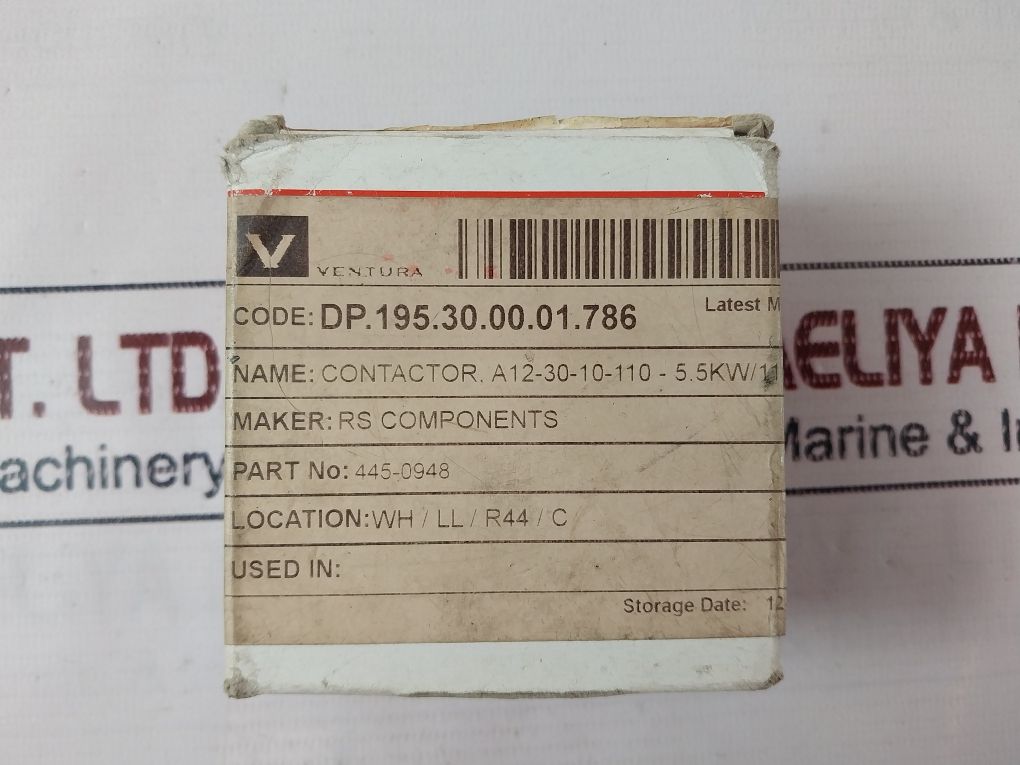 V VENTURA
CODE: DP.195.30.00.01.786
Latest M
NAME: CONTACTOR. A12-30-10-110 - 5.5KW/11
MAKER: RS COMPONENTS
PART No: 445-0948
LOCATION:WH / LL / R44 / C
USED IN:
Storage Date: 12
T. LTD
achinery
AELIYA
Marine & I